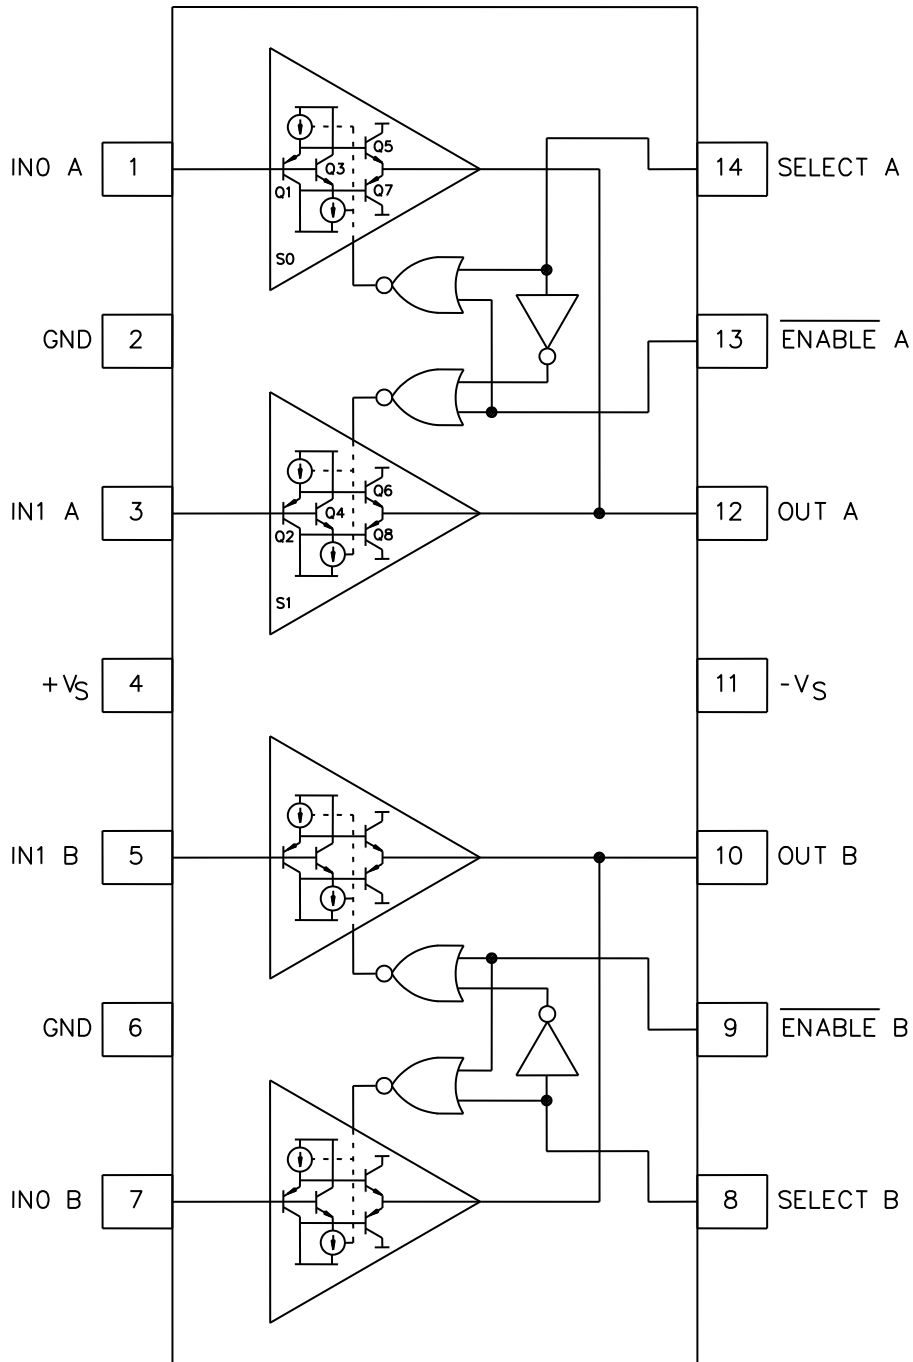 IN0 A 1
14 SELECT A
Q5
Q3
Q1 Q7
S0
GND 2
13 ENABLE A
IN1 A 3
12 OUT A
Q6
Q4
Q2 Q8
S1
+VS 4
11 -VS
IN1 B 5
10 OUT B
GND 6
9 ENABLE B
IN0 B 7
8 SELECT B